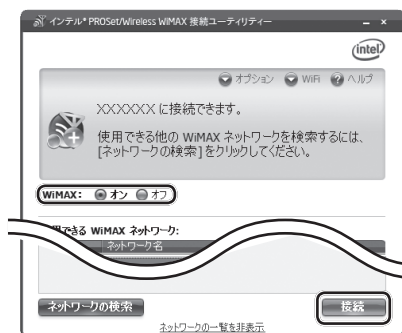 インテル® PROSet/Wireless WiMAX 接続ユーティリティー
intel
オプション WiFi ヘルプ
XXXXXX に接続できます。
使用できる他の WiMAX ネットワークを検索するには、
[ネットワークの検索] をクリックしてください。
WiMAX: オン オフ
用できる WiMAX ネットワーク:
ネットワーク名
ネットワークの検索
接続
ネットワークの一覧を非表示